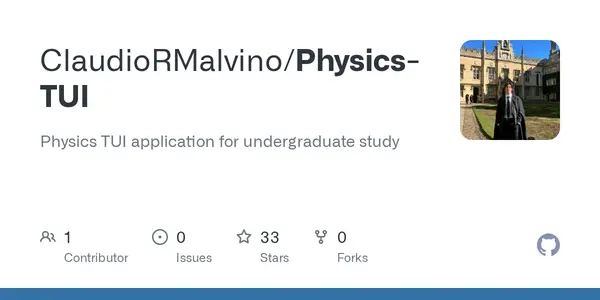 ClaudioRMalvino/Physics-
TUI
Physics TUI application for undergraduate study
1
Contributor
0
Issues
33
Stars
0
Forks